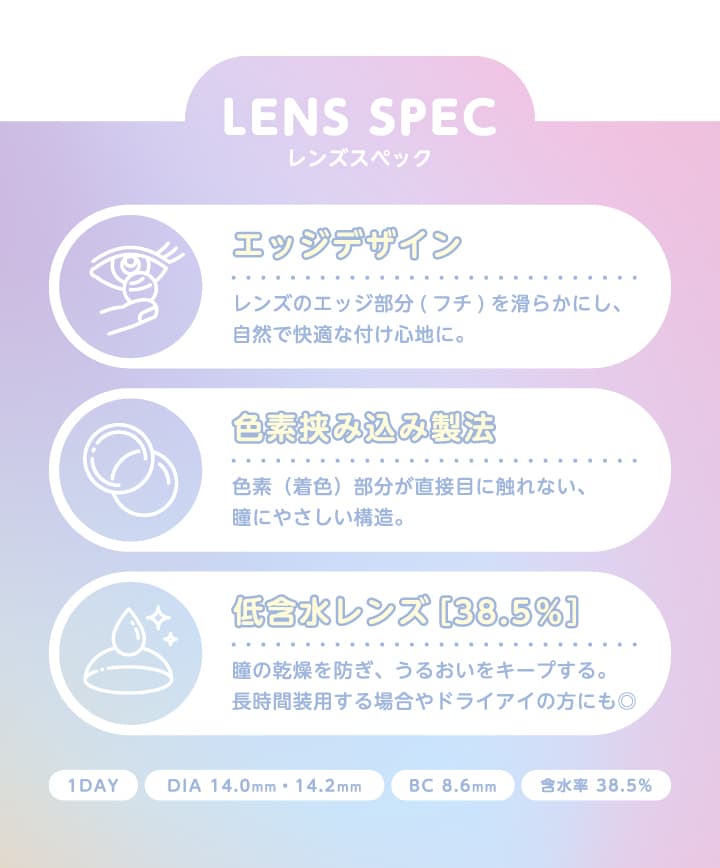 LENS SPEC
レンズスペック
エッジデザイン
レンズのエッジ部分(フチ)を滑らかにし、
自然で快適な付け心地に。
色素挟み込み製法
色素（着色）部分が直接目に触れない、
瞳にやさしい構造。
低含水レンズ[38.5%]
瞳の乾燥を防ぎ、うるおいをキープする。
長時間装用する場合やドライアイの方にも◎
1DAY
DIA 14.0mm・14.2mm
BC 8.6mm
含水率 38.5%